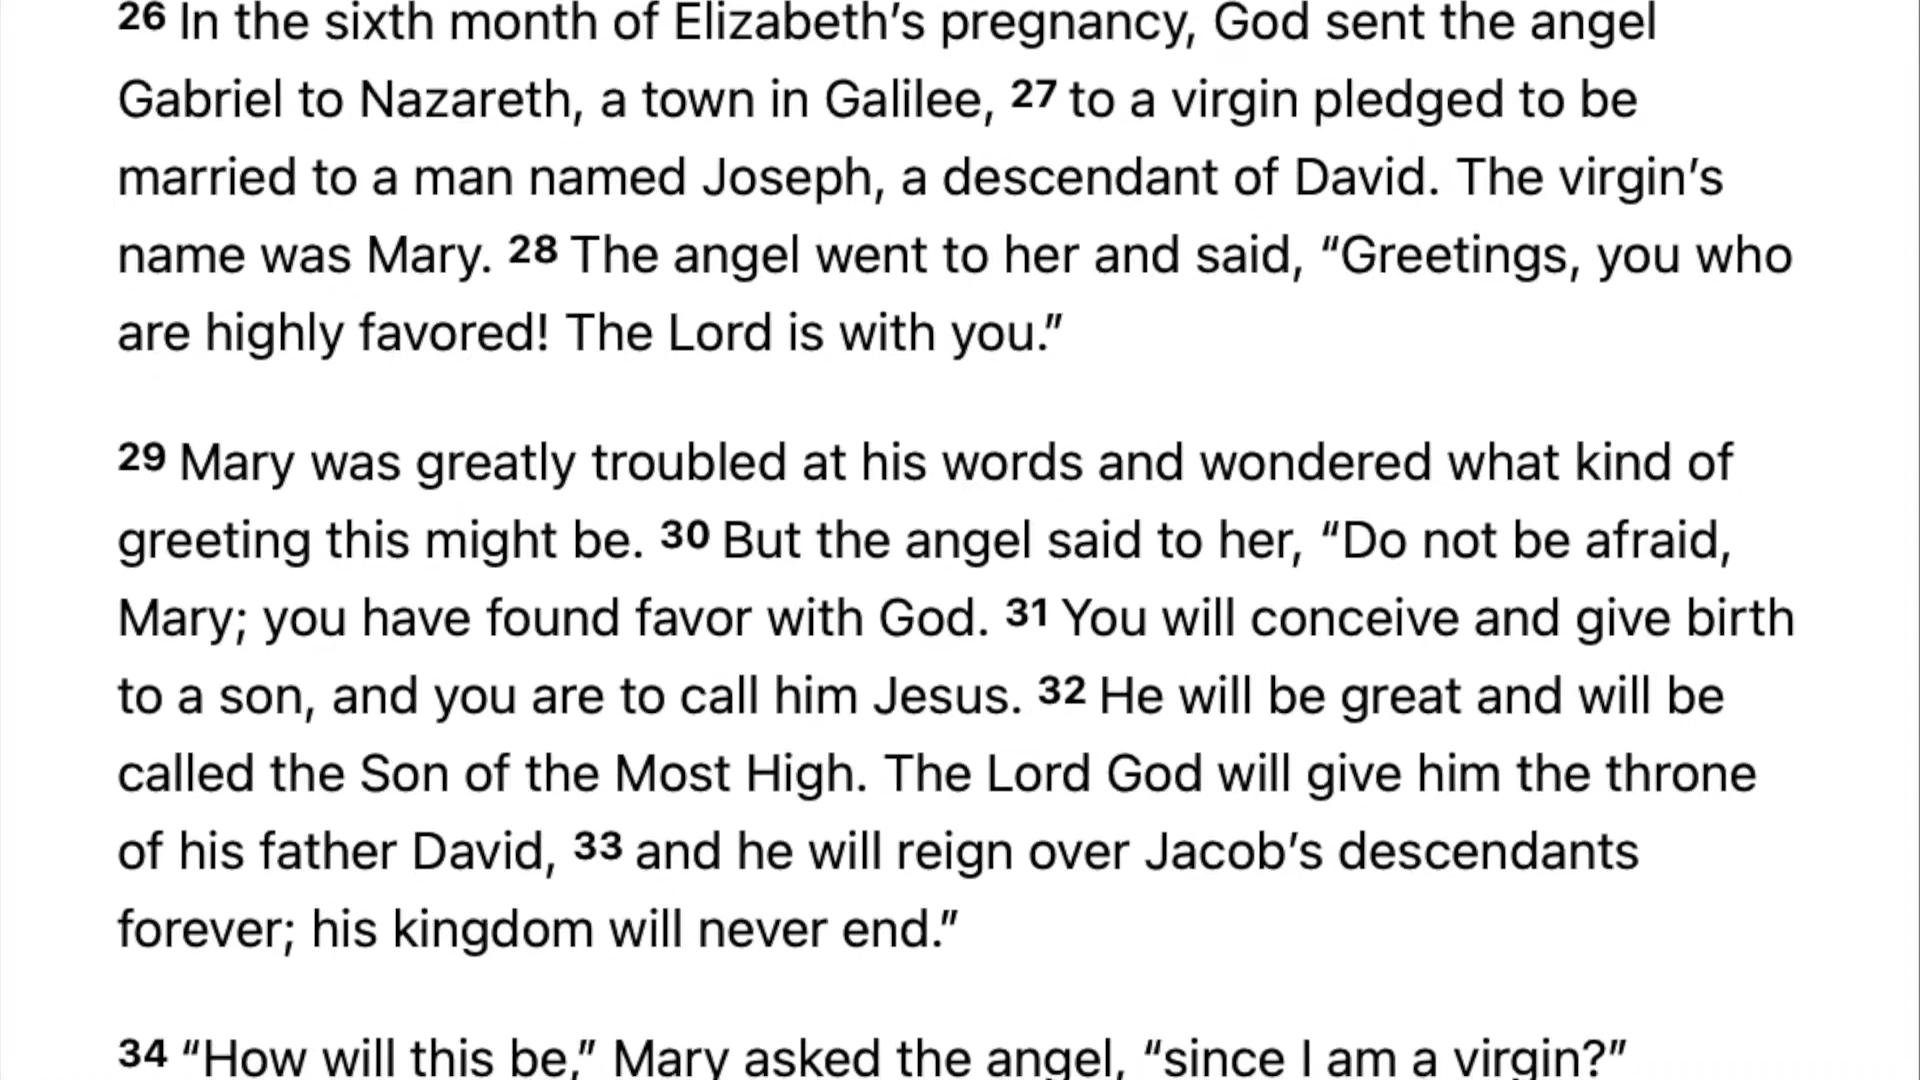 26 In the sixth month of Elizabeth’s pregnancy, God sent the angel
Gabriel to Nazareth, a town in Galilee, 27 to a virgin pledged to be
married to a man named Joseph, a descendant of David. The virgin’s
name was Mary. 28 The angel went to her and said, “Greetings, you who
are highly favored! The Lord is with you.”
29 Mary was greatly troubled at his words and wondered what kind of
greeting this might be. 30 But the angel said to her, “Do not be afraid,
Mary; you have found favor with God. 31 You will conceive and give birth
to a son, and you are to call him Jesus. 32 He will be great and will be
called the Son of the Most High. The Lord God will give him the throne
of his father David, 33 and he will reign over Jacob’s descendants
forever; his kingdom will never end.”
34 “How will this be,” Mary asked the angel, “since I am a virgin?”